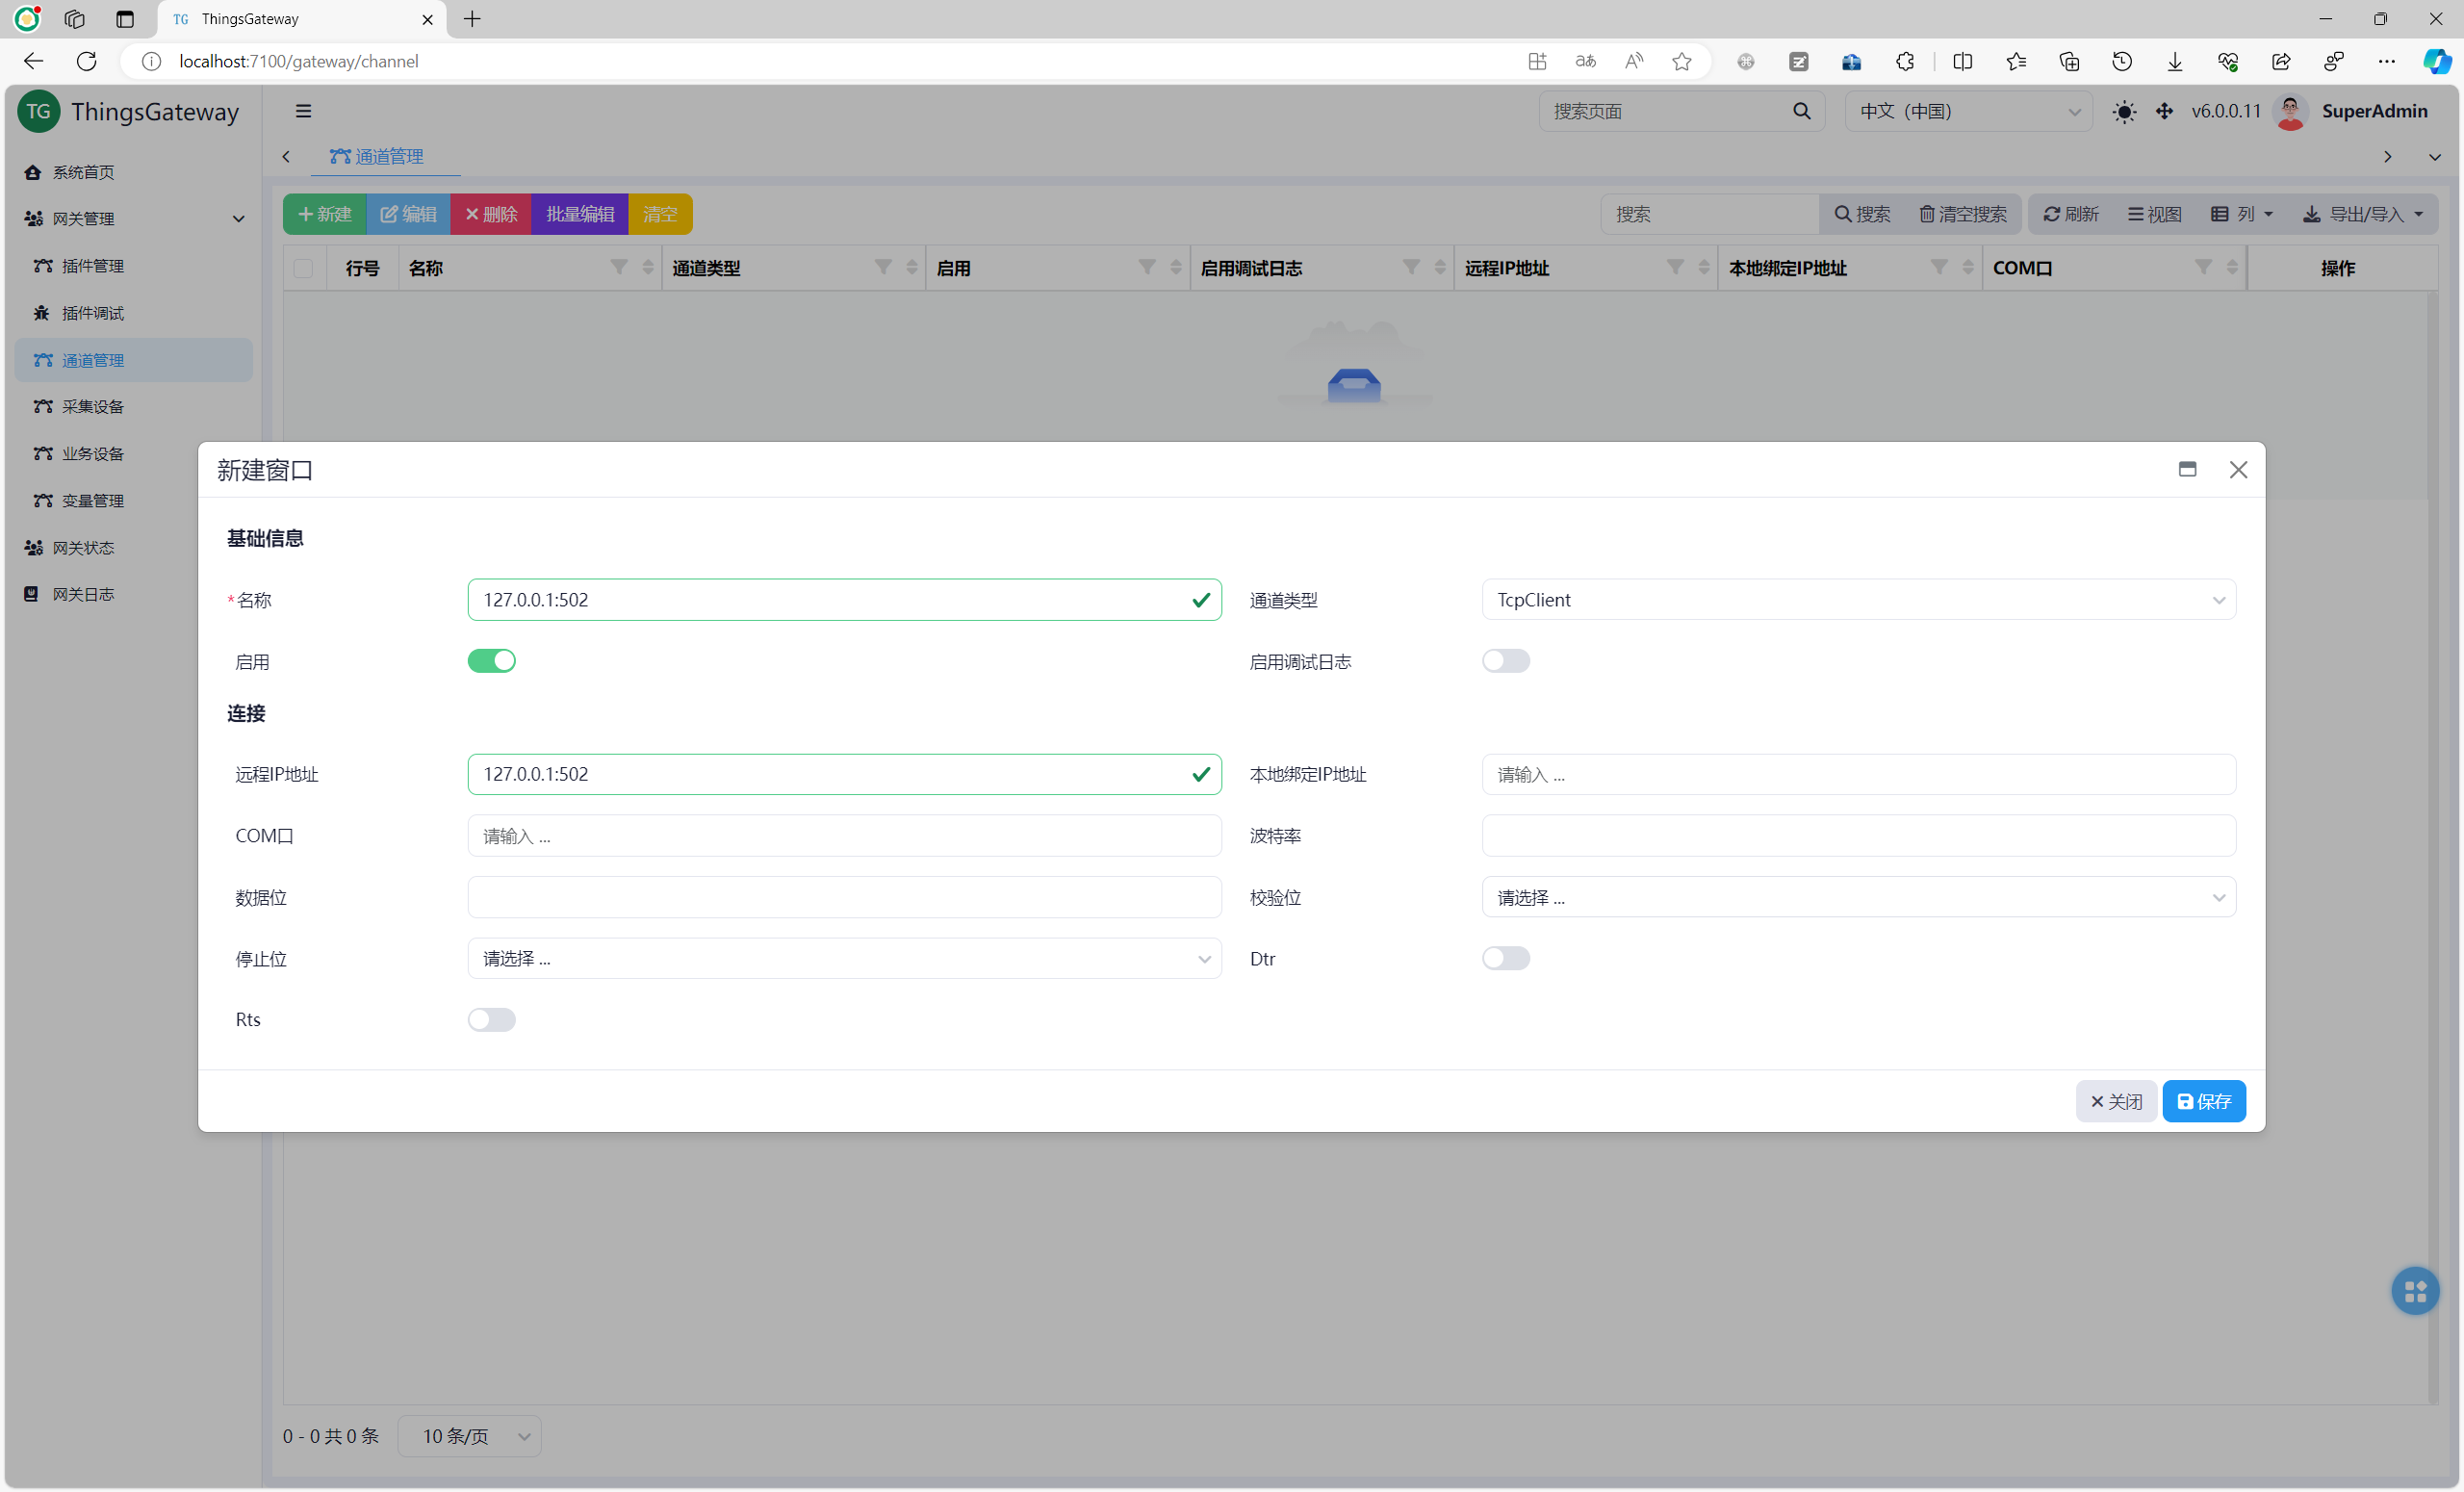 TG ThingsGateway
localhost:7100/gateway/channel
TG ThingsGateway
搜索页面
中文 (中国)
v6.0.0.11
SuperAdmin
系统首页
网关管理
插件管理
插件调试
通道管理
采集设备
业务设备
变量管理
网关状态
网关日志
通道管理
新建 编辑 删除 批量编辑 清空
搜索 搜索 清空搜索 刷新 视图 列 导出/导入
行号 名称 通道类型 启用 启用调试日志 远程IP地址 本地绑定IP地址 COM口 操作
新建窗口
基础信息
*名称 127.0.0.1:502 通道类型 TcpClient
启用 启用调试日志
连接
远程IP地址 127.0.0.1:502 本地绑定IP地址 请输入 ...
COM口 请输入 ... 波特率
数据位 校验位 请选择 ...
停止位 请选择 ... Dtr
Rts
关闭 保存
0 - 0 共 0 条 10 条/页